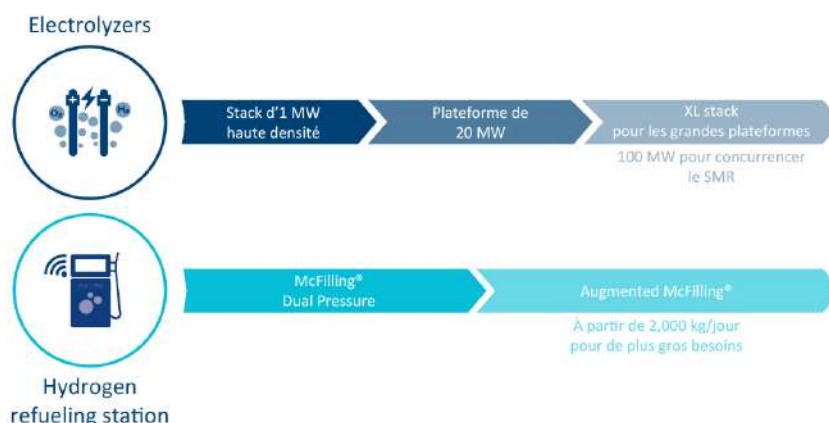 Electrolyzers
O₂
H₂
Stack d'1 MW
haute densité
Plateforme de
20 MW
XL stack
pour les grandes plateformes
100 MW pour concurrencer
le SMR
McFilling®
Dual Pressure
Augmented McFilling®
À partir de 2,000 kg/jour
pour de plus gros besoins
Hydrogen
refueling station